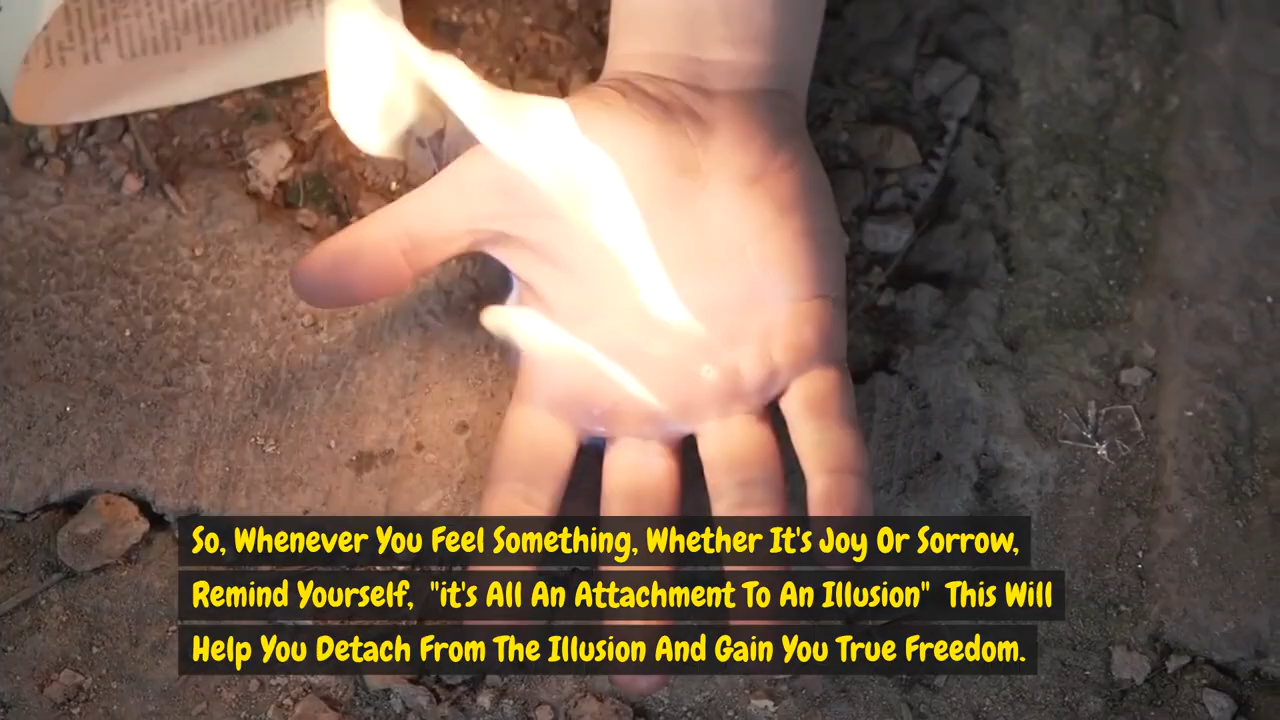 So, Whenever You Feel Something, Whether It's Joy Or Sorrow,
Remind Yourself,  "it's All An Attachment To An Illusion"  This Will
Help You Detach From The Illusion And Gain You True Freedom.